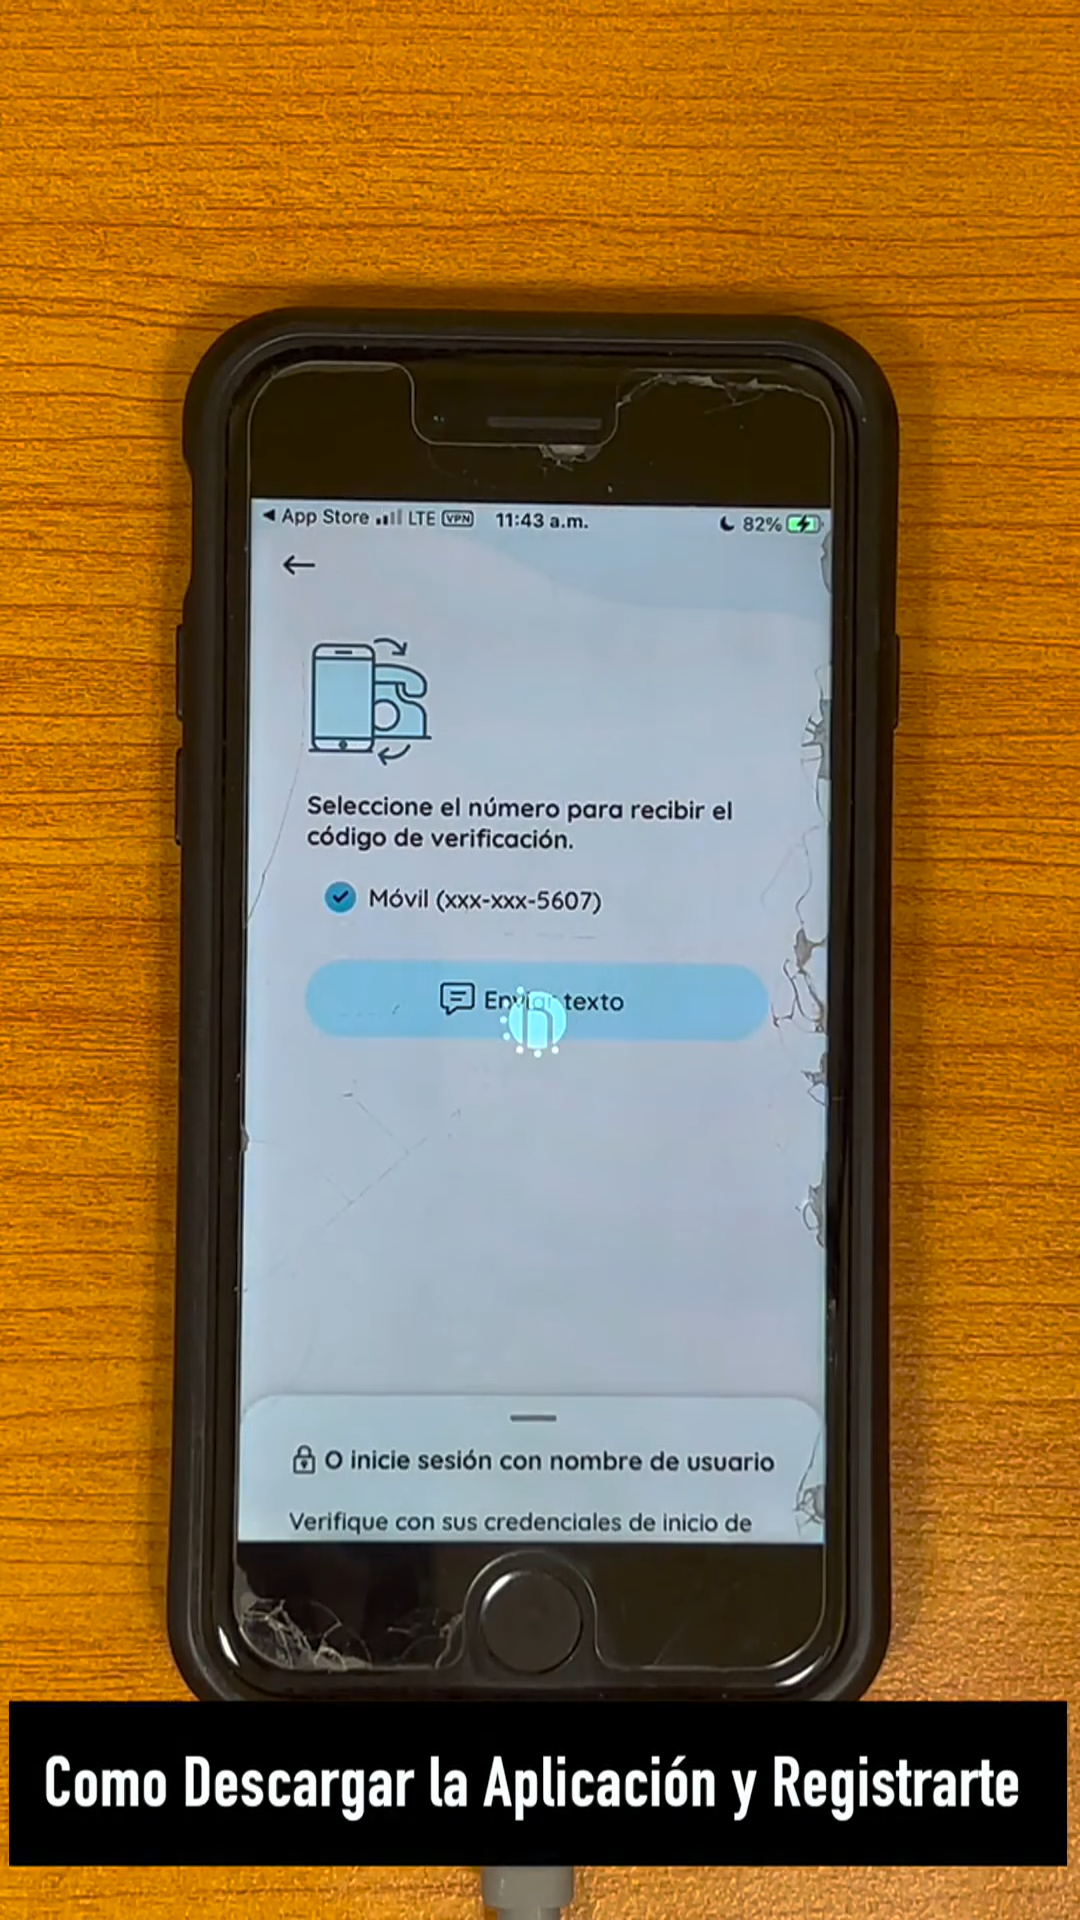 App Store LTE VPN 11:43 a.m. 82%
Seleccione el número para recibir el
código de verificación.
Móvil (xxx-xxx-5607)
Enviar texto
O inicie sesión con nombre de usuario
Verifique con sus credenciales de inicio de
Como Descargar la Aplicación y Registrarte